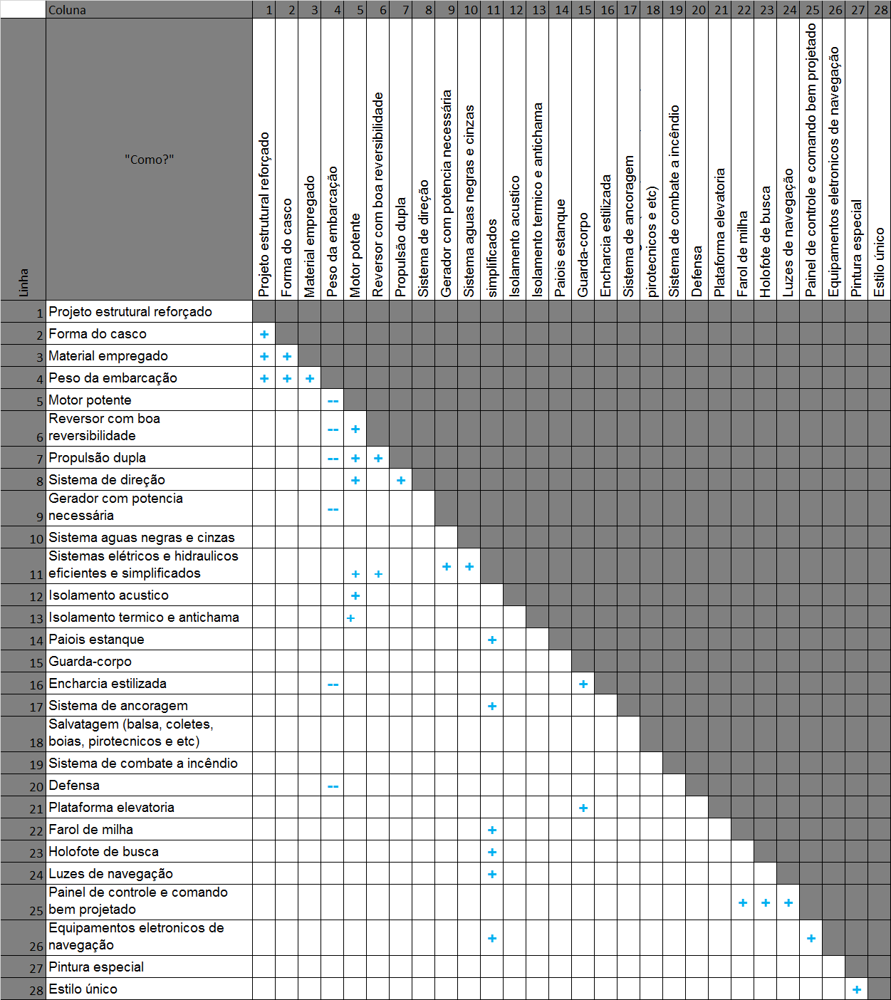 Coluna 1 2 3 4 5 6 7 8 9 10 11 12 13 14 15 16 17 18 19 20 21 22 23 24 25 26 27 28
Linha
"Como?"
Projeto estrutural reforçado
Forma do casco
Material empregado
Peso da embarcação
Motor potente
Reversor com boa reversibilidade
Propulsão dupla
Sistema de direção
Gerador com potencia necessária
Sistema aguas negras e cinzas
simplificados
Isolamento acustico
Isolamento termico e antichama
Paiois estanque
Guarda-corpo
Encharcia estilizada
Sistema de ancoragem
pirotecnicos e etc)
Sistema de combate a incêndio
Defensa
Plataforma elevatoria
Farol de milha
Holofote de busca
Luzes de navegação
Painel de controle e comando bem projetado
Equipamentos eletronicos de navegação
Pintura especial
Estilo único
1 Projeto estrutural reforçado
2 Forma do casco +
3 Material empregado + +
4 Peso da embarcação + + +
5 Motor potente --
Reversor com boa
6 reversibilidade -- +
7 Propulsão dupla -- + +
8 Sistema de direção + +
Gerador com potencia
9 necessária --
10 Sistema aguas negras e cinzas
Sistemas elétricos e hidraulicos
11 eficientes e simplificados + + + +
12 Isolamento acustico +
13 Isolamento termico e antichama +
14 Paiois estanque +
15 Guarda-corpo
16 Encharcia estilizada -- +
17 Sistema de ancoragem +
Salvatagem (balsa, coletes,
18 boias, pirotecnicos e etc)
19 Sistema de combate a incêndio
20 Defensa --
21 Plataforma elevatoria +
22 Farol de milha +
23 Holofote de busca +
24 Luzes de navegação +
Painel de controle e comando
25 bem projetado + + +
Equipamentos eletronicos de
26 navegação + +
27 Pintura especial
28 Estilo único +